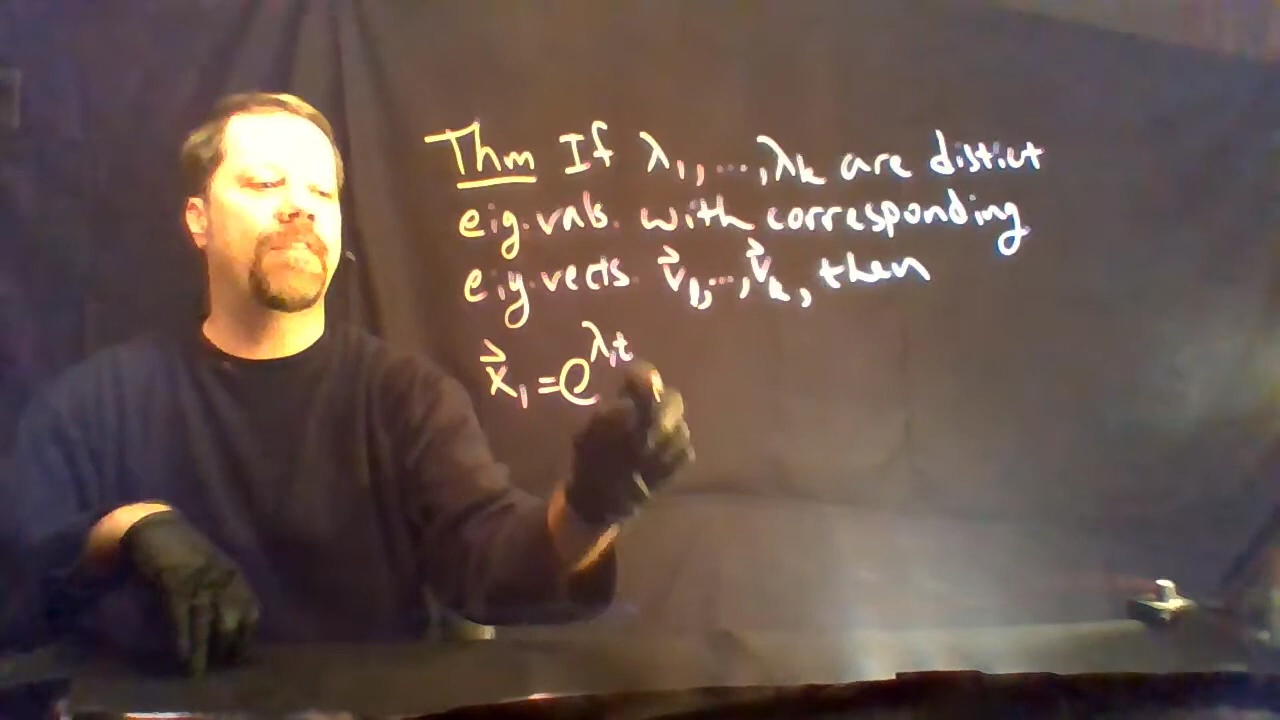 Thm If λ₁,...,λₖ are distict
eig.vals. with corresponding
eig.vects. v⃗₁,...,v⃗ₖ, then
x⃗₁=e^{λ₁t}